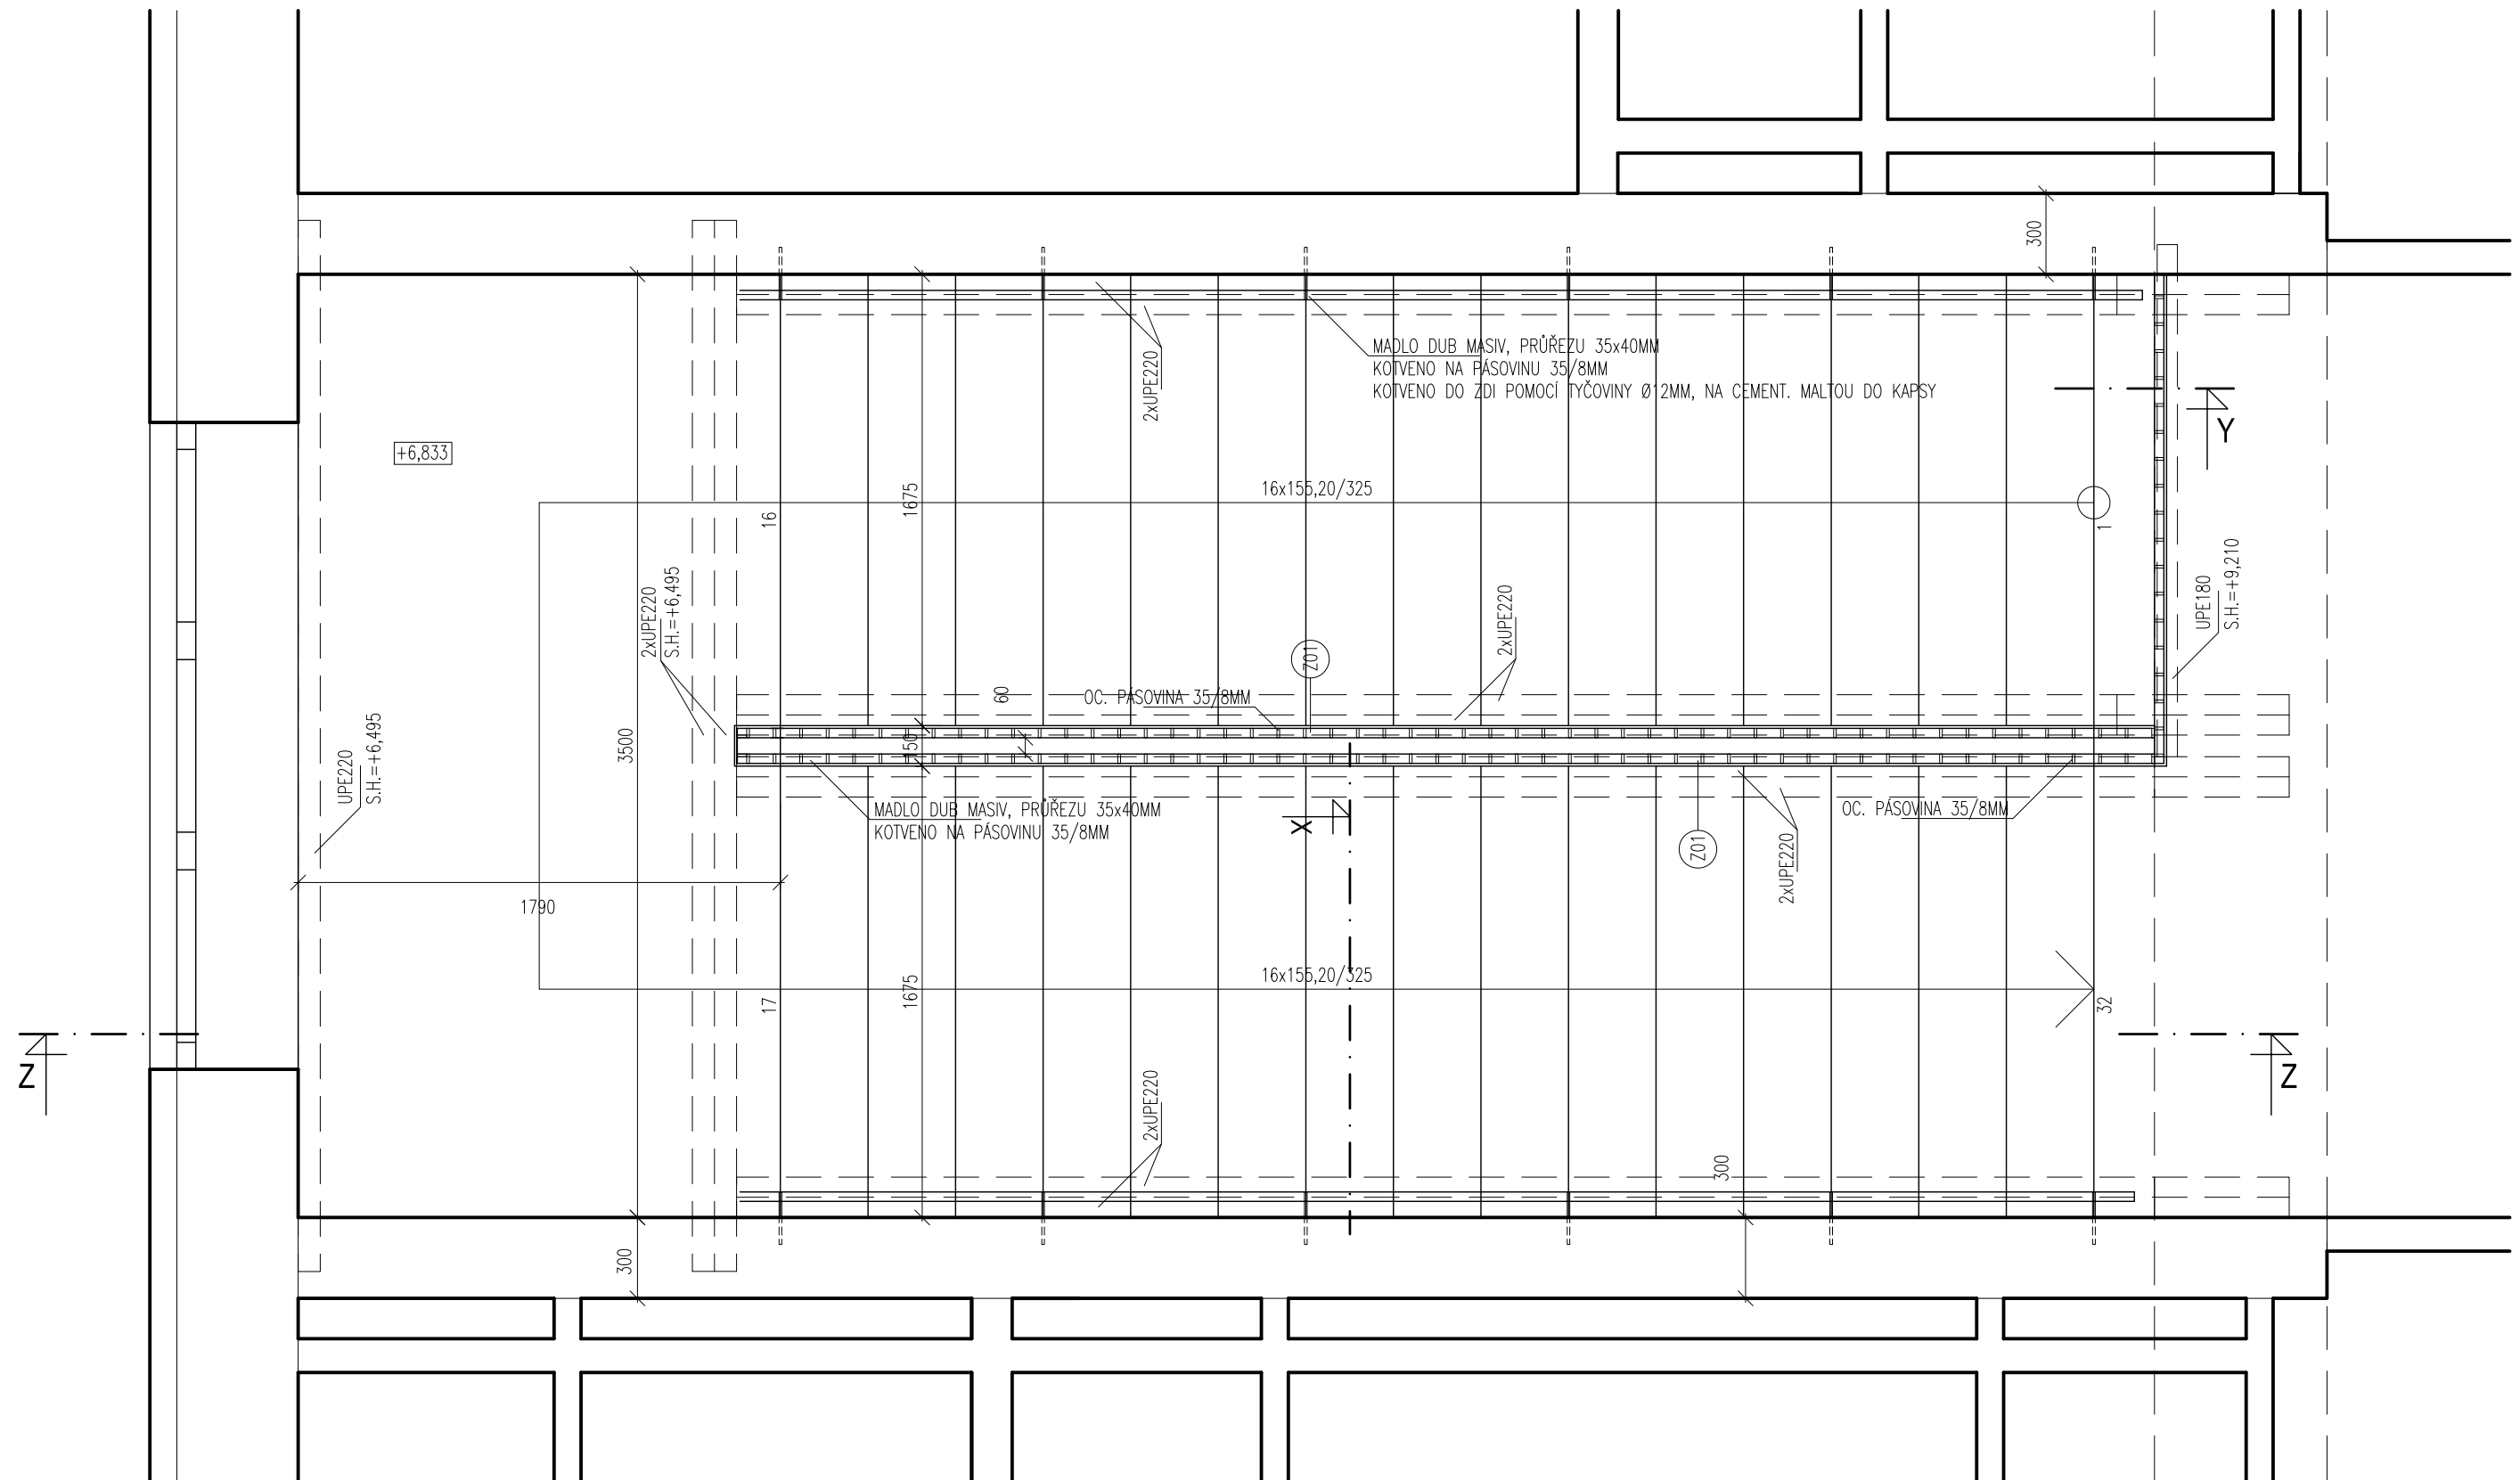 300
MADLO DUB MASIV, PRŮŘEZU 35x40MM
KOTVENO NA PÁSOVINU 35/8MM
KOTVENO DO ZDI POMOCÍ TYČOVINY Ø12MM, NA CEMENT. MALTOU DO KAPSY
2xUPE220
Y
+6,833
16x155,20/325
1675
16
1
2xUPE220
S.H.=+6,495
2xUPE220
UPE180
S.H.=+9,210
Z01
60
OC. PÁSOVINA 35/8MM
UPE220
S.H.=+6,495
3500
150
MADLO DUB MASIV, PRŮŘEZU 35x40MM
KOTVENO NA PÁSOVINU 35/8MM
X
OC. PÁSOVINA 35/8MM
Z01
2xUPE220
1790
16x155,20/325
1675
17
32
Z
Z
2xUPE220
300
300